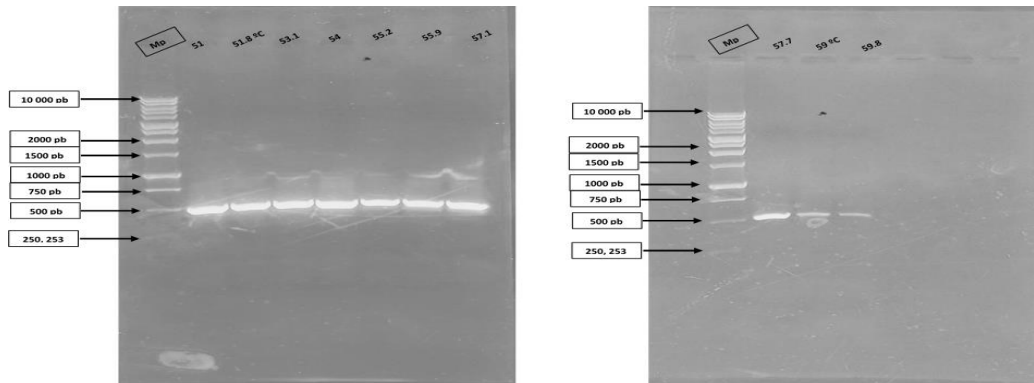 Mp 51 51.8 ºC 53.1 54 55.2 55.9 57.1
10 000 pb
2000 pb
1500 pb
1000 pb
750 pb
500 pb
250, 253
Mp 57.7 59 ºC 59.8
10 000 pb
2000 pb
1500 pb
1000 pb
750 pb
500 pb
250, 253